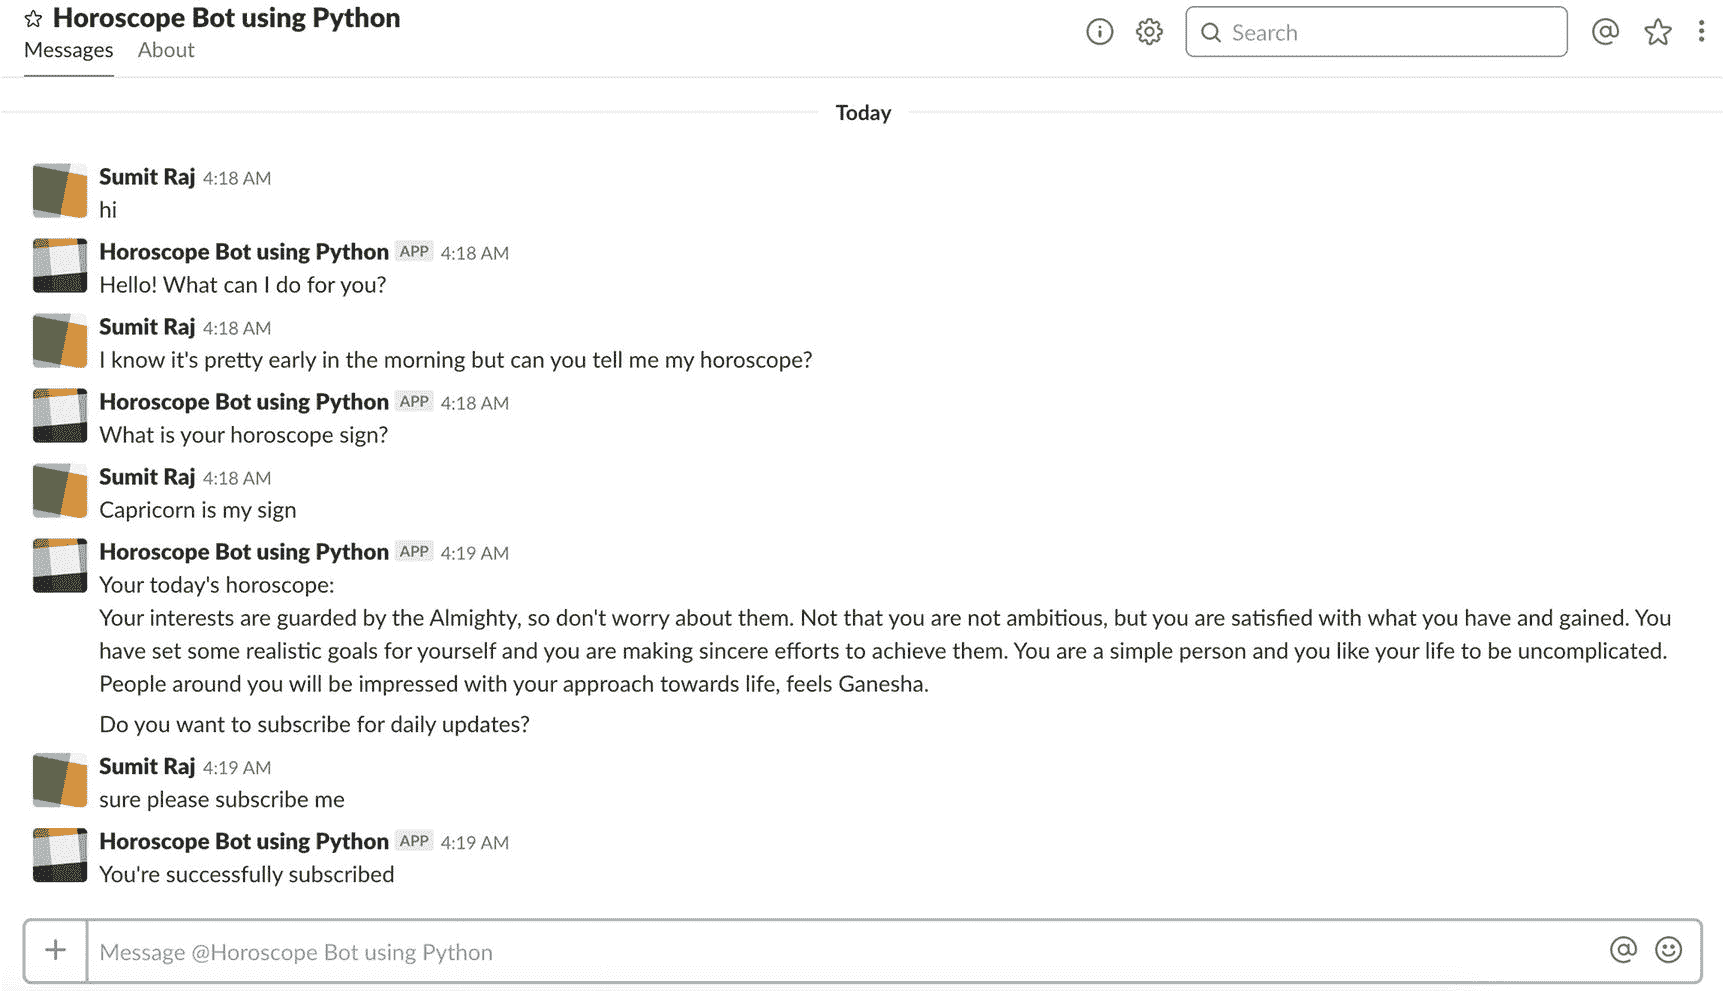 Horoscope Bot using Python
Messages About
Search
Today
Sumit Raj 4:18 AM
hi
Horoscope Bot using Python APP 4:18 AM
Hello! What can I do for you?
Sumit Raj 4:18 AM
I know it's pretty early in the morning but can you tell me my horoscope?
Horoscope Bot using Python APP 4:18 AM
What is your horoscope sign?
Sumit Raj 4:18 AM
Capricorn is my sign
Horoscope Bot using Python APP 4:19 AM
Your today's horoscope:
Your interests are guarded by the Almighty, so don't worry about them. Not that you are not ambitious, but you are satisfied with what you have and gained. You
have set some realistic goals for yourself and you are making sincere efforts to achieve them. You are a simple person and you like your life to be uncomplicated.
People around you will be impressed with your approach towards life, feels Ganesha.
Do you want to subscribe for daily updates?
Sumit Raj 4:19 AM
sure please subscribe me
Horoscope Bot using Python APP 4:19 AM
You're successfully subscribed
Message @Horoscope Bot using Python